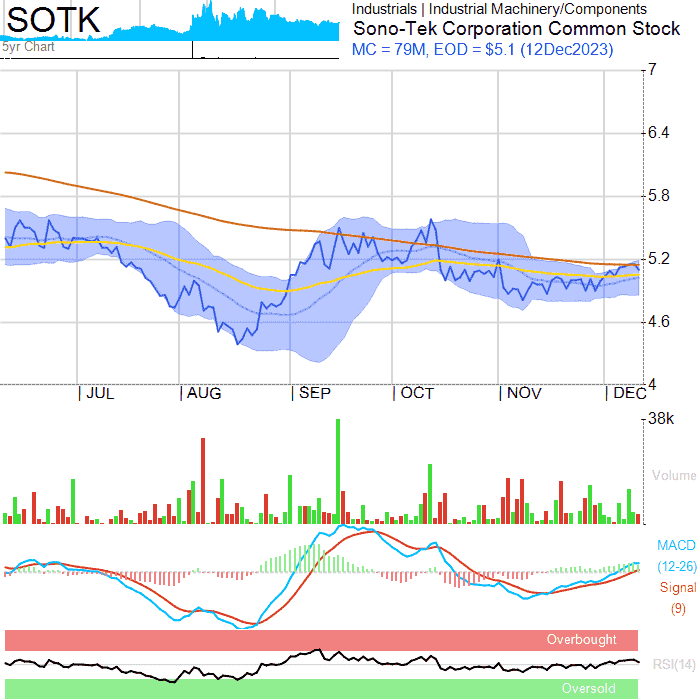 SOTK
5yr Chart
Industrials | Industrial Machinery/Components
Sono-Tek Corporation Common Stock
MC = 79M, EOD = $5.1 (12Dec2023)
7
6.4
5.8
5.2
4.6
4
| JUL | AUG | SEP | OCT | NOV | DEC
38k
Volume
MACD
(12-26)
Signal
(9)
Overbought
RSI(14)
Oversold